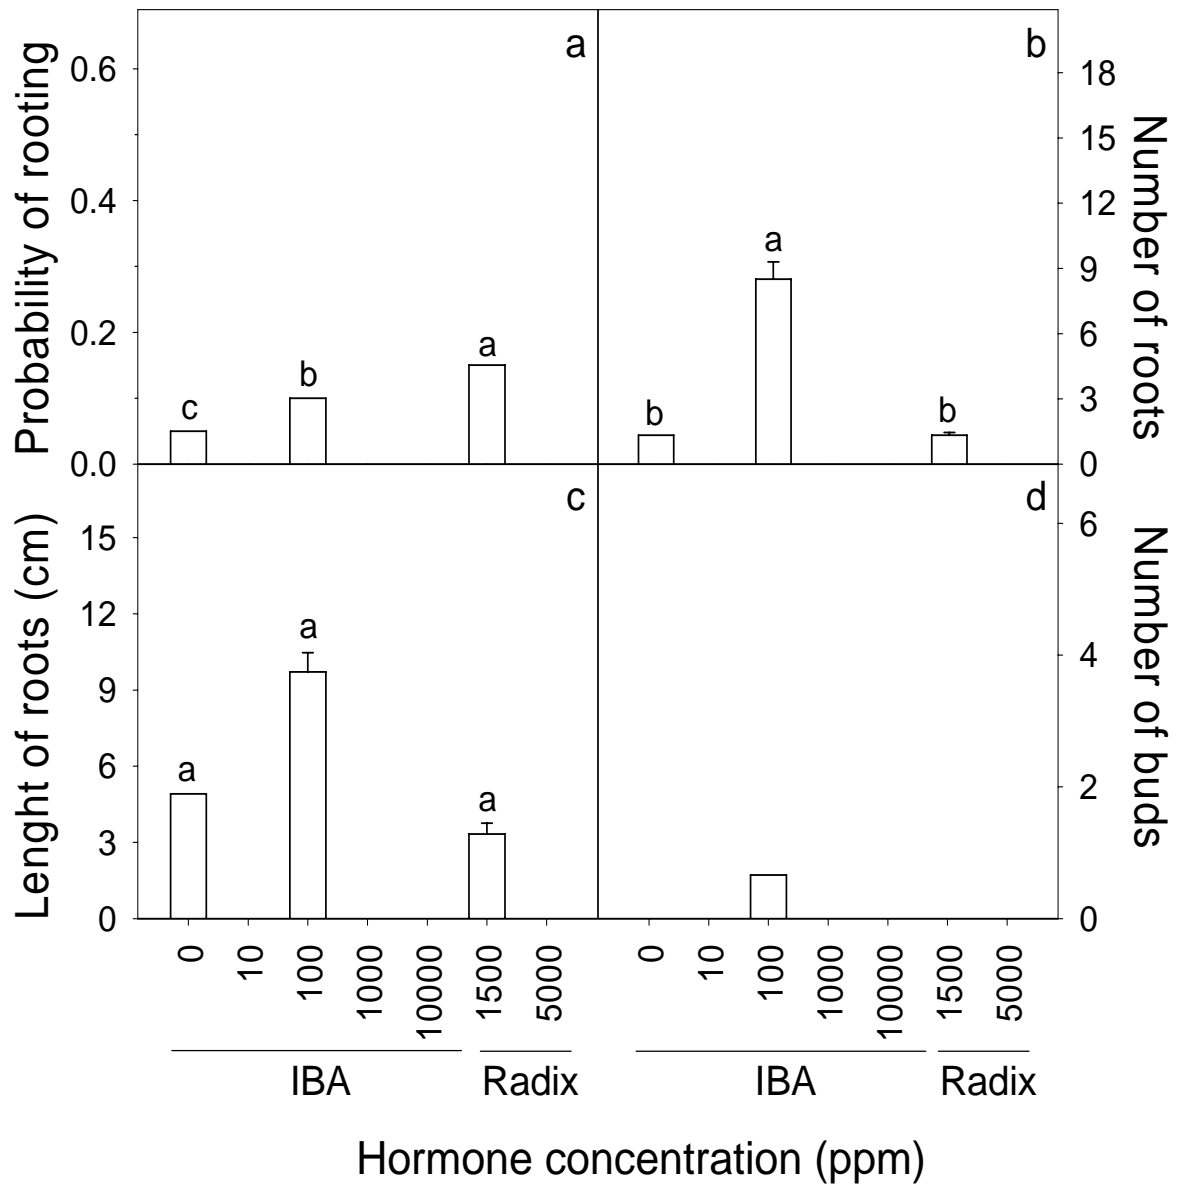 Probability of rooting
0.6
0.4
0.2
0.0
a
c
b
a
b
b
a
b
18
15
12
9
6
3
0
Number of roots
Lenght of roots (cm)
15
12
9
6
3
0
c
a
a
a
d
6
4
2
0
Number of buds
0 10 100 1000 10000 1500 5000
0 10 100 1000 10000 1500 5000
IBA Radix IBA Radix
Hormone concentration (ppm)